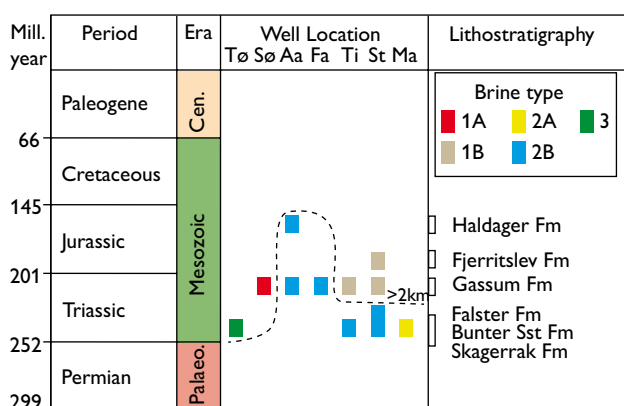 Mill. year Period Era Well Location Lithostratigraphy
Tø Sø Aa Fa Ti St Ma
Brine type
1A 2A 3
1B 2B
Paleogene Cen.
66
Cretaceous
145
Mesozoic
Haldager Fm
Jurassic
Fjerritslev Fm
201
Gassum Fm
>2km
Triassic
Falster Fm
Bunter Sst Fm
252
Skagerrak Fm
Permian Palaeo.
299